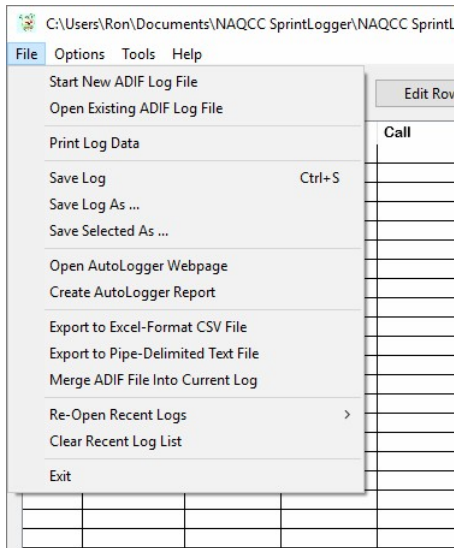 C:\Users\Ron\Documents\NAQCC SprintLogger\NAQCC Sprint
File Options Tools Help
Start New ADIF Log File
Open Existing ADIF Log File
Edit Row
Print Log Data
Call
Save Log Ctrl+S
Save Log As ...
Save Selected As ...
Open AutoLogger Webpage
Create AutoLogger Report
Export to Excel-Format CSV File
Export to Pipe-Delimited Text File
Merge ADIF File Into Current Log
Re-Open Recent Logs >
Clear Recent Log List
Exit